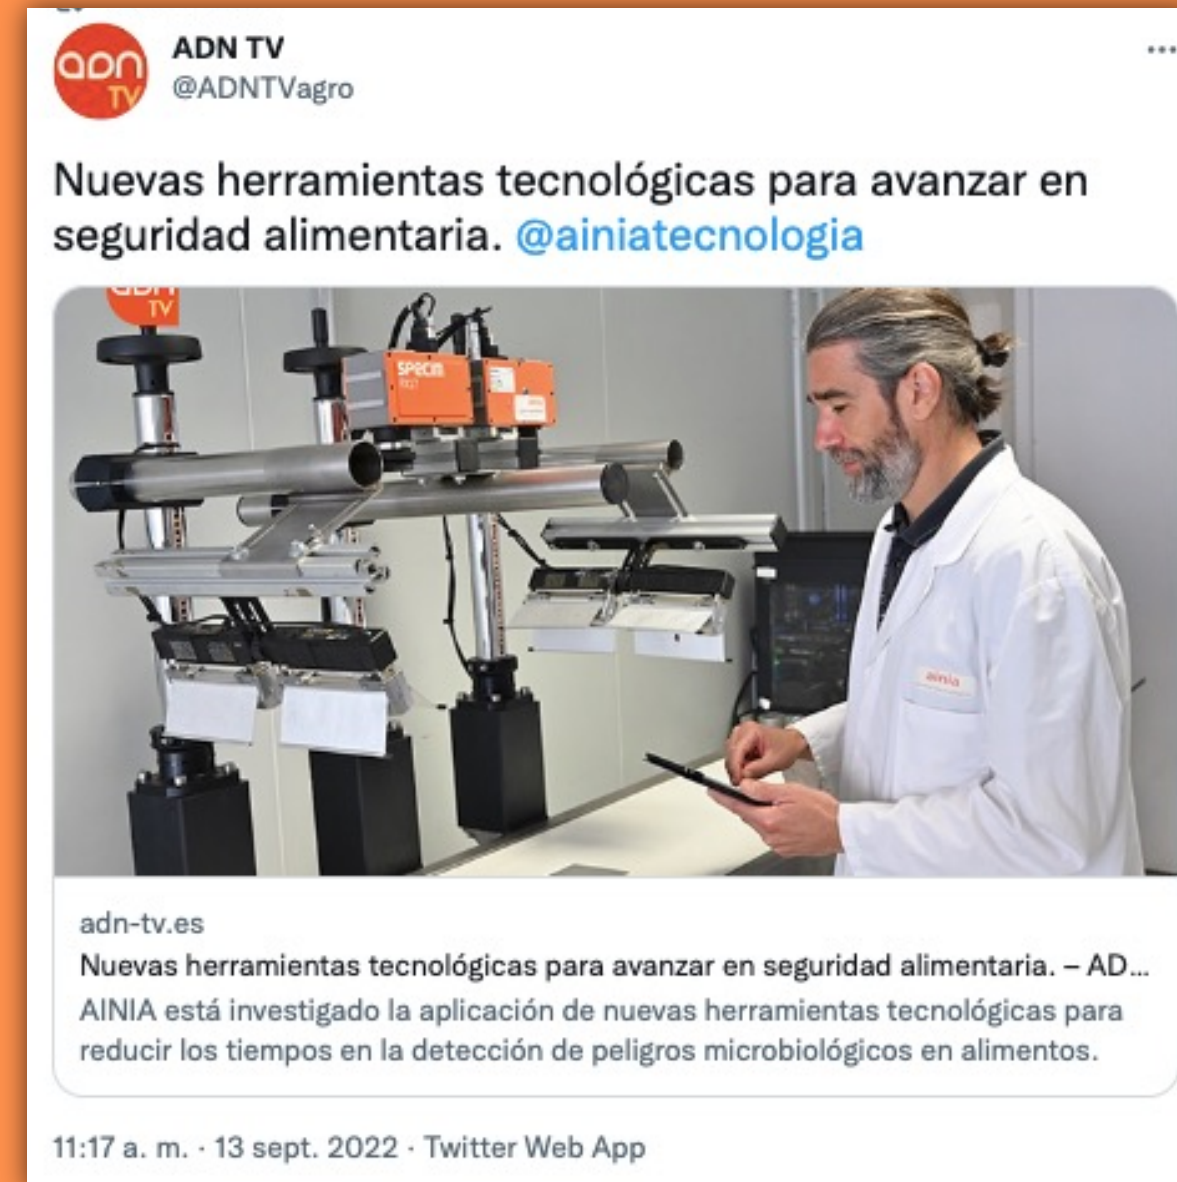 adn
TV
ADN TV
@ADNTVagro
Nuevas herramientas tecnológicas para avanzar en
seguridad alimentaria. @ainiatecnologia
TV
SPECIM
ainia
adn-tv.es
Nuevas herramientas tecnológicas para avanzar en seguridad alimentaria. – AD...
AINIA está investigado la aplicación de nuevas herramientas tecnológicas para
reducir los tiempos en la detección de peligros microbiológicos en alimentos.
11:17 a. m. · 13 sept. 2022 · Twitter Web App